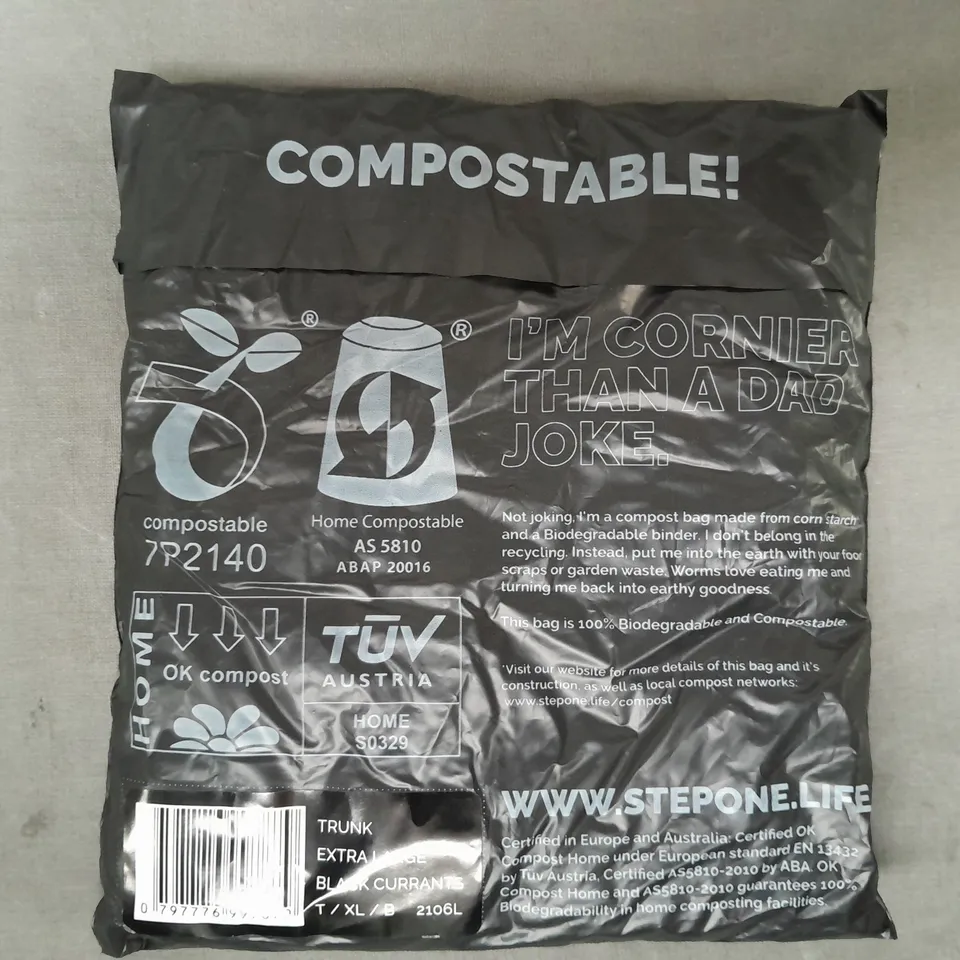 COMPOSTABLE!
®
®
compostable
7P2140
Home Compostable
AS 5810
ABAP 20016
I'M CORNIER
THAN A DAD
JOKE.
Not joking, I'm a compost bag made from corn starch
and a Biodegradable binder. I don't belong in the
recycling. Instead, put me into the earth with your food
scraps or garden waste. Worms love eating me and
turning me back into earthy goodness.
This bag is 100% Biodegradable and Compostable.
*Visit our website for more details of this bag and it's
construction, as well as local compost networks:
www.stepone.life/compost
HOME
OK compost
TŪV
AUSTRIA
HOME
S0329
WWW.STEPONE.LIFE
Certified in Europe and Australia: Certified OK
Compost Home under European standard EN 13432
by Tuv Austria, Certified AS5810-2010 by ABA. OK
Compost Home and AS5810-2010 guarantees 100%
Biodegradability in home composting facilities.
TRUNK
EXTRA LARGE
BLACK CURRANTS
T / XL / B 2106L
0 797776